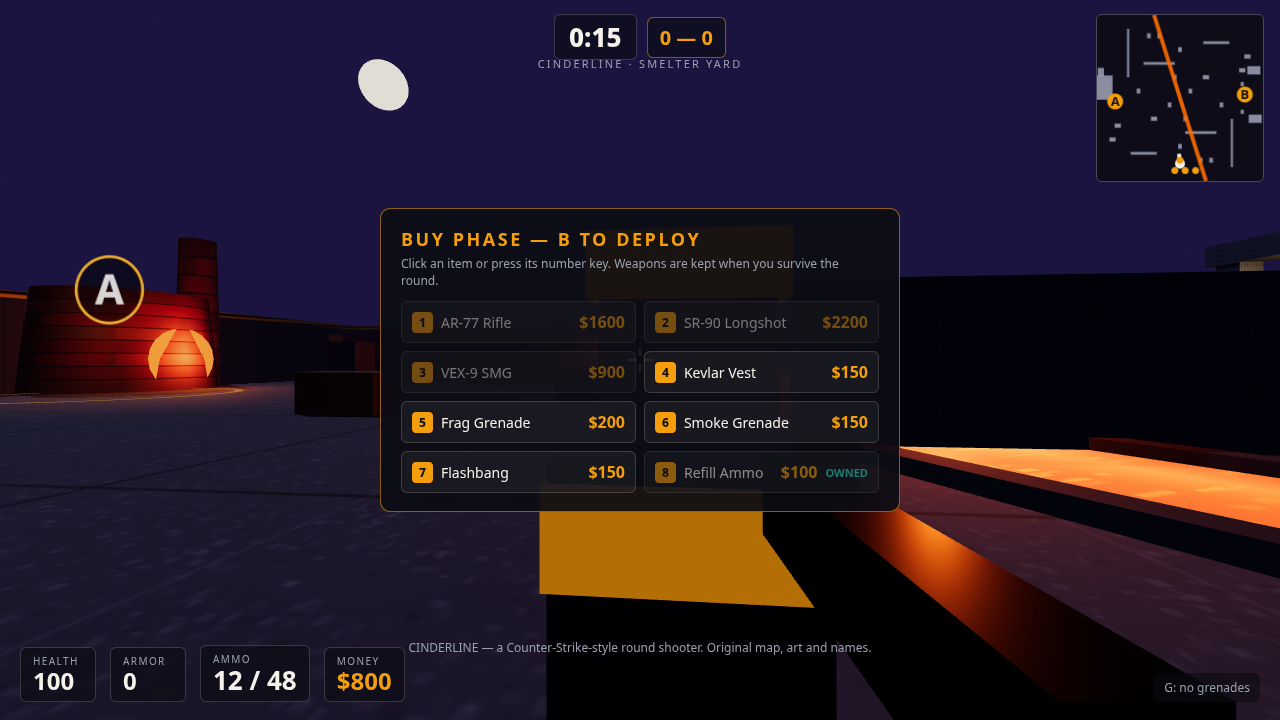 0:15
0 — 0
CINDERLINE · SMELTER YARD
A
B
A
BUY PHASE — B TO DEPLOY
Click an item or press its number key. Weapons are kept when you survive the
round.
1 AR-77 Rifle $1600
2 SR-90 Longshot $2200
3 VEX-9 SMG $900
4 Kevlar Vest $150
5 Frag Grenade $200
6 Smoke Grenade $150
7 Flashbang $150
8 Refill Ammo $100 OWNED
CINDERLINE — a Counter-Strike-style round shooter. Original map, art and names.
HEALTH
100
ARMOR
0
AMMO
12 / 48
MONEY
$800
G: no grenades